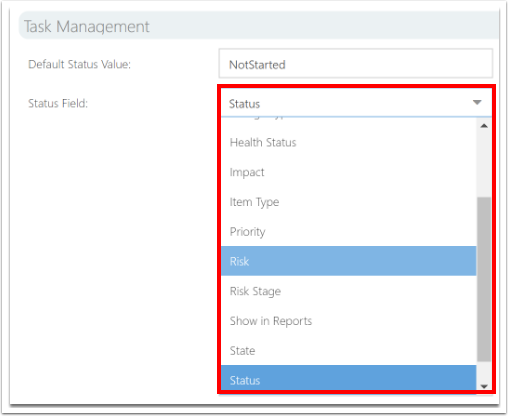 Task Management
Default Status Value:
NotStarted
Status Field:
Status
Health Status
Impact
Item Type
Priority
Risk
Risk Stage
Show in Reports
State
Status